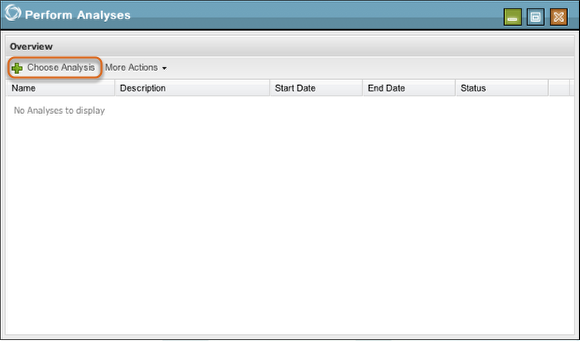 Perform Analyses
Overview
Choose Analysis More Actions
Name Description Start Date End Date Status
No Analyses to display